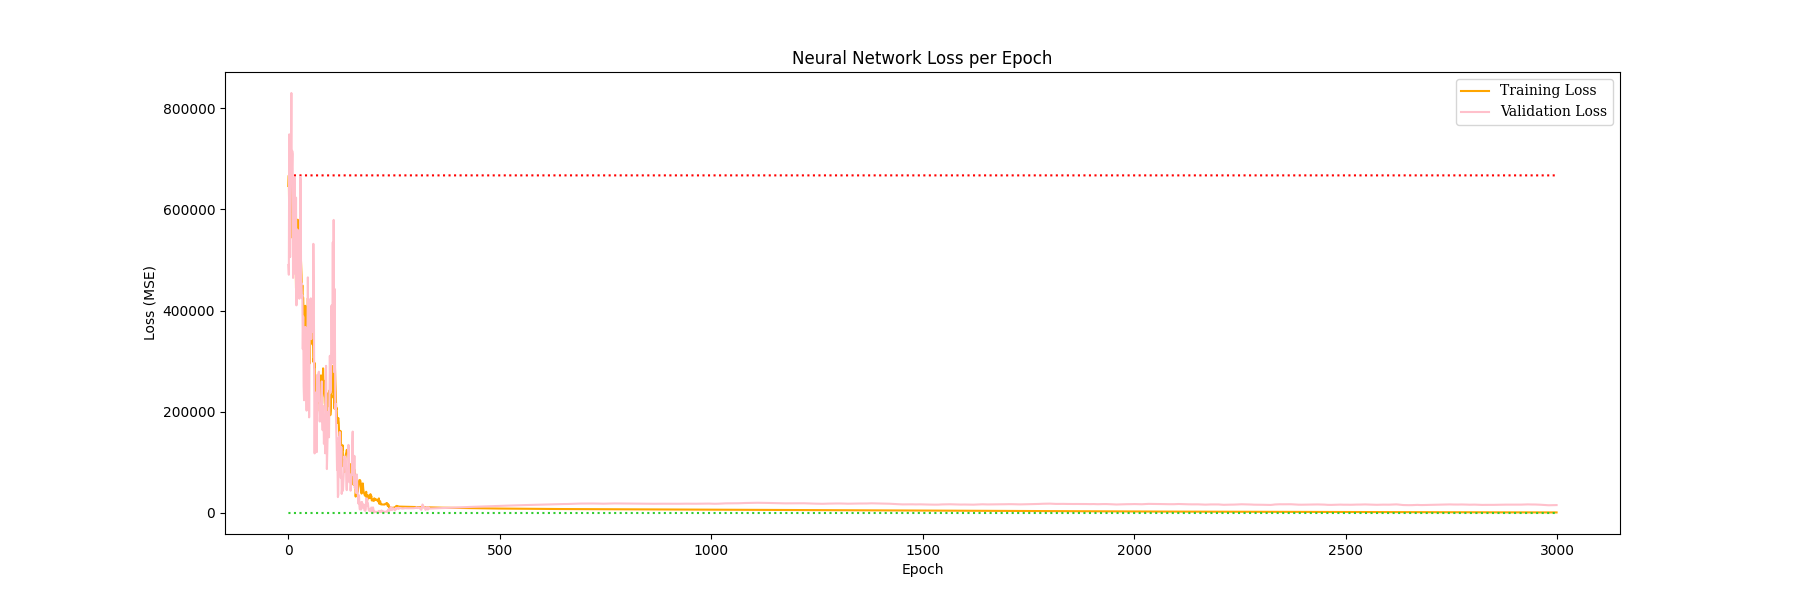 Neural Network Loss per Epoch
Training Loss
Validation Loss
Loss (MSE)
800000
600000
400000
200000
0
0 500 1000 1500 2000 2500 3000
Epoch